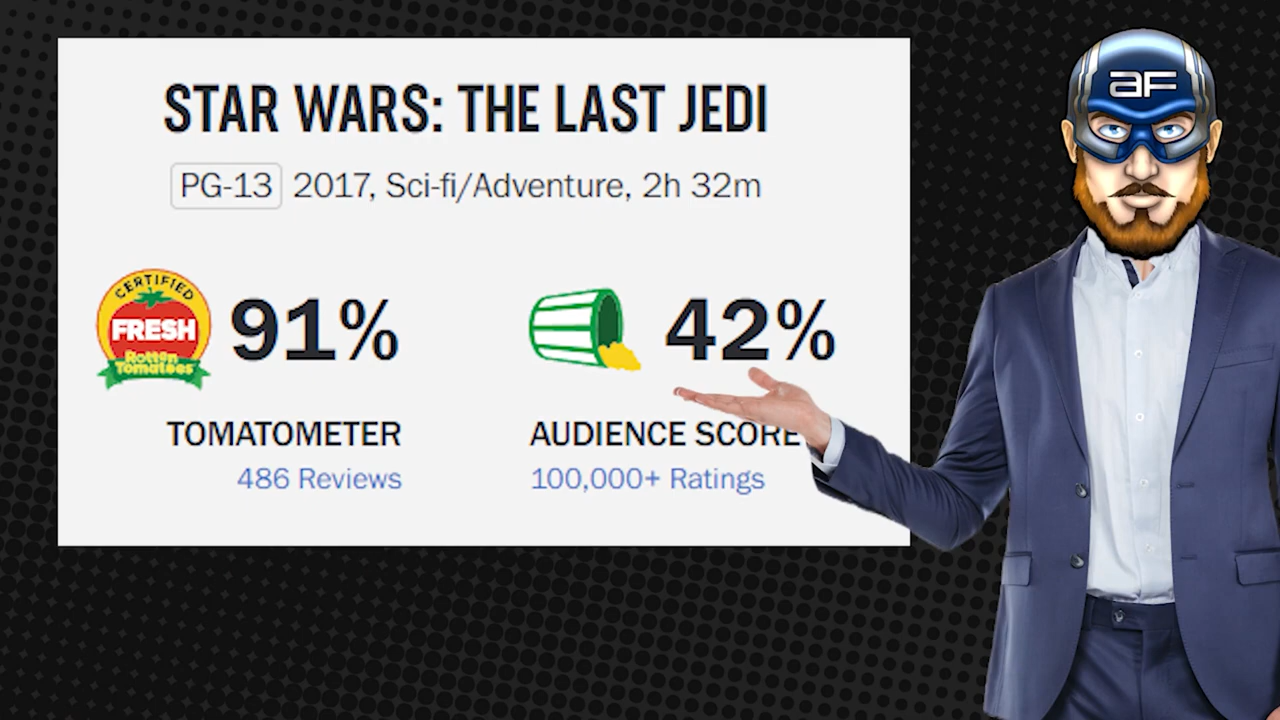 STAR WARS: THE LAST JEDI
PG-13 2017, Sci-fi/Adventure, 2h 32m
CERTIFIED
FRESH
Rotten
Tomatoes
91%
42%
TOMATOMETER
AUDIENCE SCORE
486 Reviews
100,000+ Ratings
aF